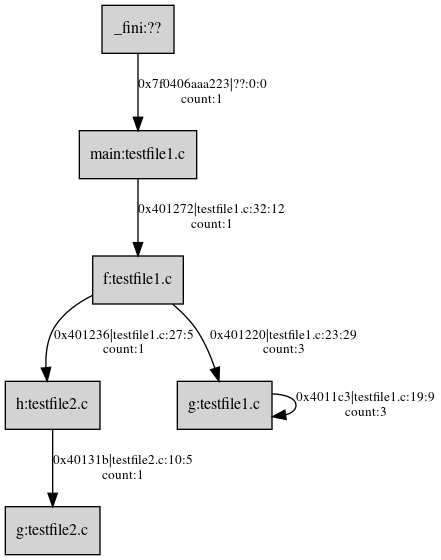 _fini:??
0x7f0406aaa223|??:0:0
count:1
main:testfile1.c
0x401272|testfile1.c:32:12
count:1
f:testfile1.c
0x401236|testfile1.c:27:5
count:1
0x401220|testfile1.c:23:29
count:3
h:testfile2.c
g:testfile1.c
0x4011c3|testfile1.c:19:9
count:3
0x40131b|testfile2.c:10:5
count:1
g:testfile2.c